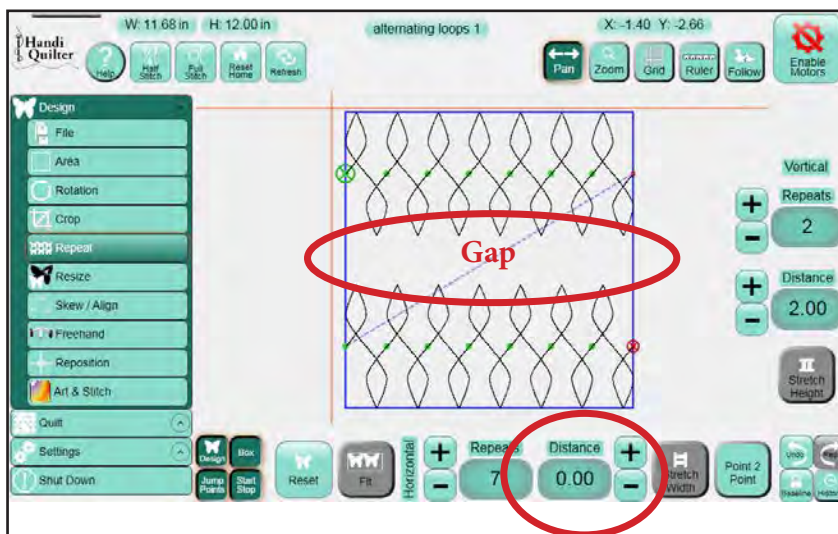 W: 11.68 in H: 12.00 in alternating loops 1 X: -1.40 Y: -2.66
Handi Quilter
Help
Half Stitch
Full Stitch
Reset Home
Refresh
Pan
Zoom
Grid
Ruler
Follow
Enable Motors
Design
File
Area
Rotation
Crop
Repeat
Resize
Skew / Align
Freehand
Reposition
Art & Stitch
Quilt
Settings
Shut Down
Gap
Vertical
Repeats
+
2
−
Distance
+
2.00
−
Stretch Height
Design
Box
Jump Points
Start Stop
Reset
Fit
Horizontal
+
−
Repeats
7
Distance
0.00
+
−
Stretch Width
Point 2 Point
Undo
Baseline